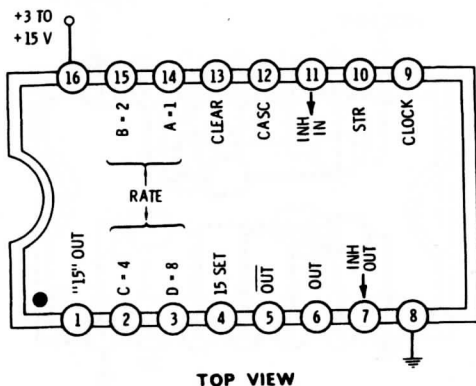 +3 TO
+15 V
16 15 14 13 12 11 10 9
B = 2
A = 1
CLEAR
CASC
INH
IN
STR
CLOCK
RATE
"15" OUT
C = 4
D = 8
15 SET
OUT
OUT
INH
OUT
1 2 3 4 5 6 7 8
TOP VIEW